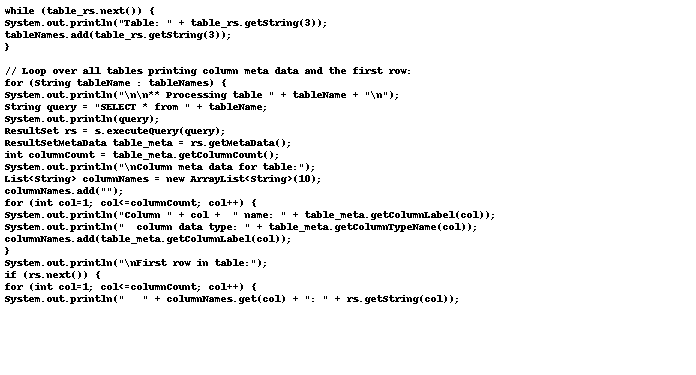 while (table_rs.next()) {
System.out.println("Table: " + table_rs.getString(3));
tableNames.add(table_rs.getString(3));
}
// Loop over all tables printing column meta data and the first row:
for (String tableName : tableNames) {
System.out.println("\n\n** Processing table " + tableName + "\n");
String query = "SELECT * from " + tableName;
System.out.println(query);
ResultSet rs = s.executeQuery(query);
ResultSetMetaData table_meta = rs.getMetaData();
int columnCount = table_meta.getColumnCount();
System.out.println("\nColumn meta data for table:");
List<String> columnNames = new ArrayList<String>(10);
columnNames.add("");
for (int col=1; col<=columnCount; col++) {
System.out.println("Column " + col +  " name: " + table_meta.getColumnLabel(col));
System.out.println("  column data type: " + table_meta.getColumnTypeName(col));
columnNames.add(table_meta.getColumnLabel(col));
}
System.out.println("\nFirst row in table:");
if (rs.next()) {
for (int col=1; col<=columnCount; col++) {
System.out.println("   " + columnNames.get(col) + ": " + rs.getString(col));